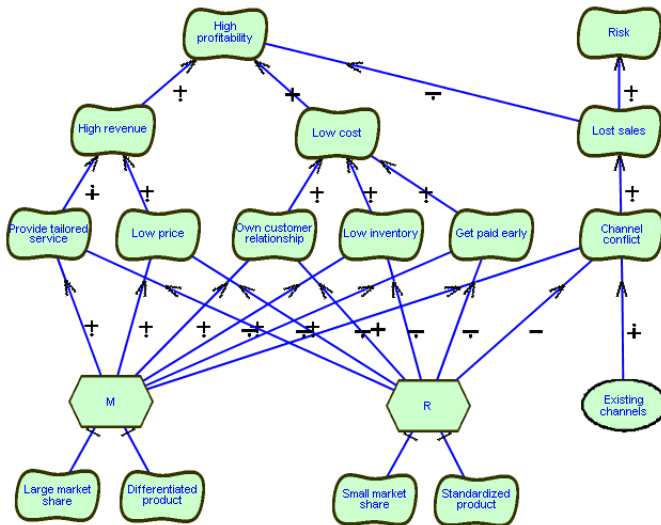 High
profitability
Risk
High revenue
Low cost
Lost sales
Provide tailored
service
Low price
Own customer
relationship
Low inventory
Get paid early
Channel
conflict
M
R
Existing
channels
Large market
share
Differentiated
product
Small market
share
Standardized
product